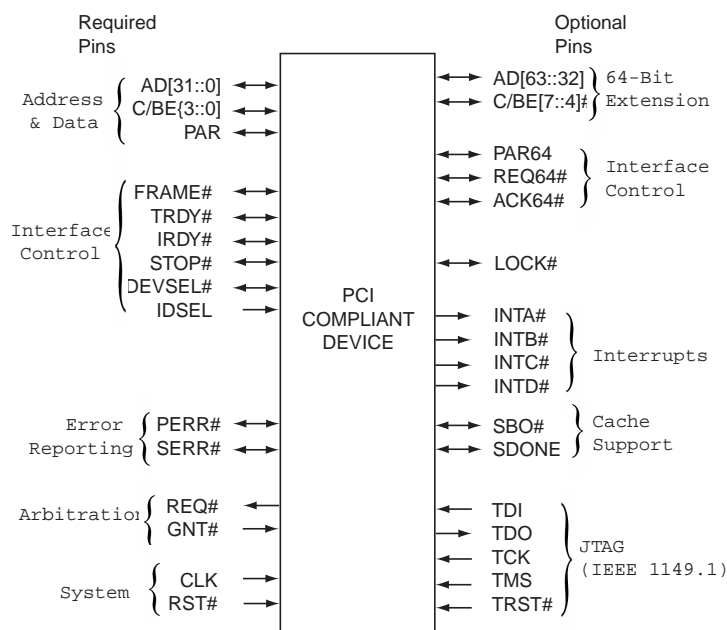 Required
Pins
Optional
Pins
Address
& Data
AD[31::0]
C/BE{3::0]
PAR
Interface
Control
FRAME#
TRDY#
IRDY#
STOP#
DEVSEL#
IDSEL
Error
Reporting
PERR#
SERR#
Arbitration
REQ#
GNT#
System
CLK
RST#
PCI
COMPLIANT
DEVICE
AD[63::32]
C/BE[7::4]#
64-Bit
Extension
PAR64
REQ64#
ACK64#
Interface
Control
LOCK#
INTA#
INTB#
INTC#
INTD#
Interrupts
SBO#
SDONE
Cache
Support
TDI
TDO
TCK
TMS
TRST#
JTAG
(IEEE 1149.1)